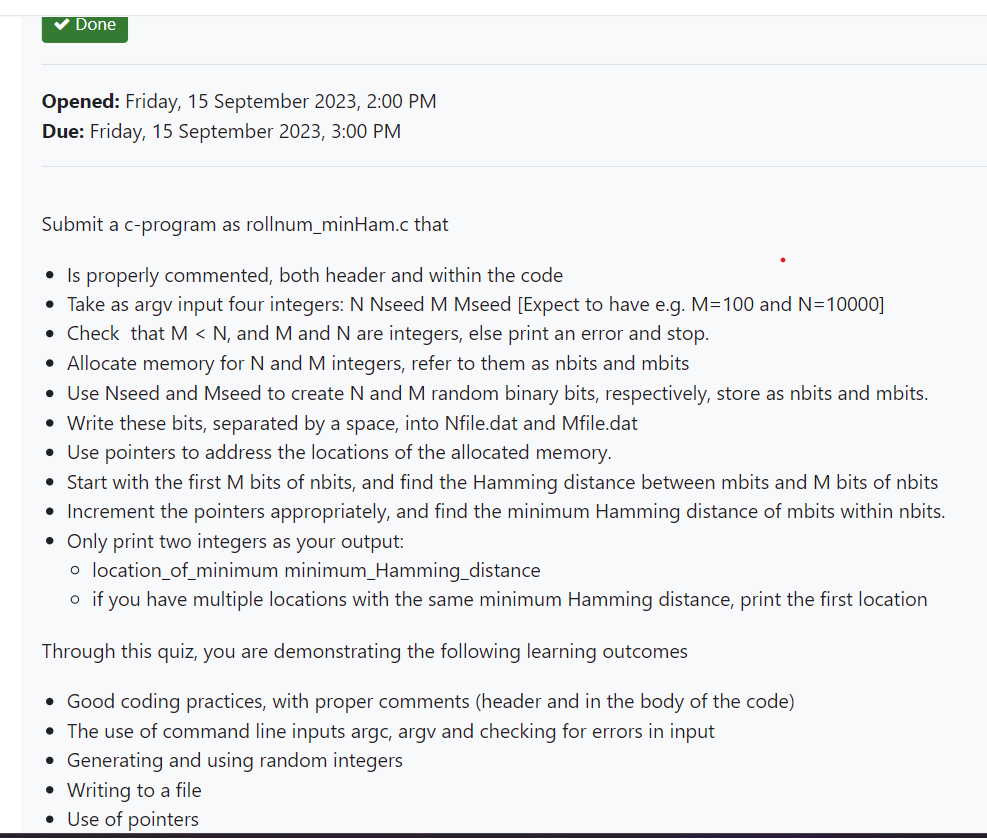 ✔ Done
Opened: Friday, 15 September 2023, 2:00 PM
Due: Friday, 15 September 2023, 3:00 PM
Submit a c-program as rollnum_minHam.c that
• Is properly commented, both header and within the code
• Take as argv input four integers: N Nseed M Mseed [Expect to have e.g. M=100 and N=10000]
• Check  that M < N, and M and N are integers, else print an error and stop.
• Allocate memory for N and M integers, refer to them as nbits and mbits
• Use Nseed and Mseed to create N and M random binary bits, respectively, store as nbits and mbits.
• Write these bits, separated by a space, into Nfile.dat and Mfile.dat
• Use pointers to address the locations of the allocated memory.
• Start with the first M bits of nbits, and find the Hamming distance between mbits and M bits of nbits
• Increment the pointers appropriately, and find the minimum Hamming distance of mbits within nbits.
• Only print two integers as your output:
○ location_of_minimum minimum_Hamming_distance
○ if you have multiple locations with the same minimum Hamming distance, print the first location
Through this quiz, you are demonstrating the following learning outcomes
• Good coding practices, with proper comments (header and in the body of the code)
• The use of command line inputs argc, argv and checking for errors in input
• Generating and using random integers
• Writing to a file
• Use of pointers